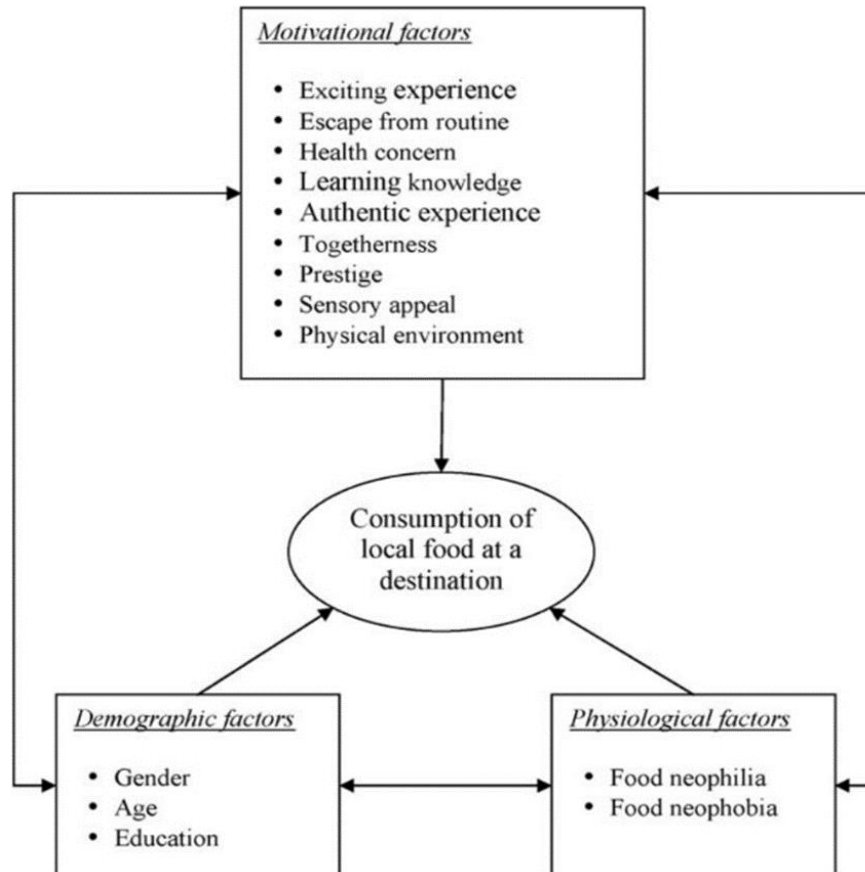 Motivational factors
• Exciting experience
• Escape from routine
• Health concern
• Learning knowledge
• Authentic experience
• Togetherness
• Prestige
• Sensory appeal
• Physical environment
Consumption of
local food at a
destination
Demographic factors
• Gender
• Age
• Education
Physiological factors
• Food neophilia
• Food neophobia